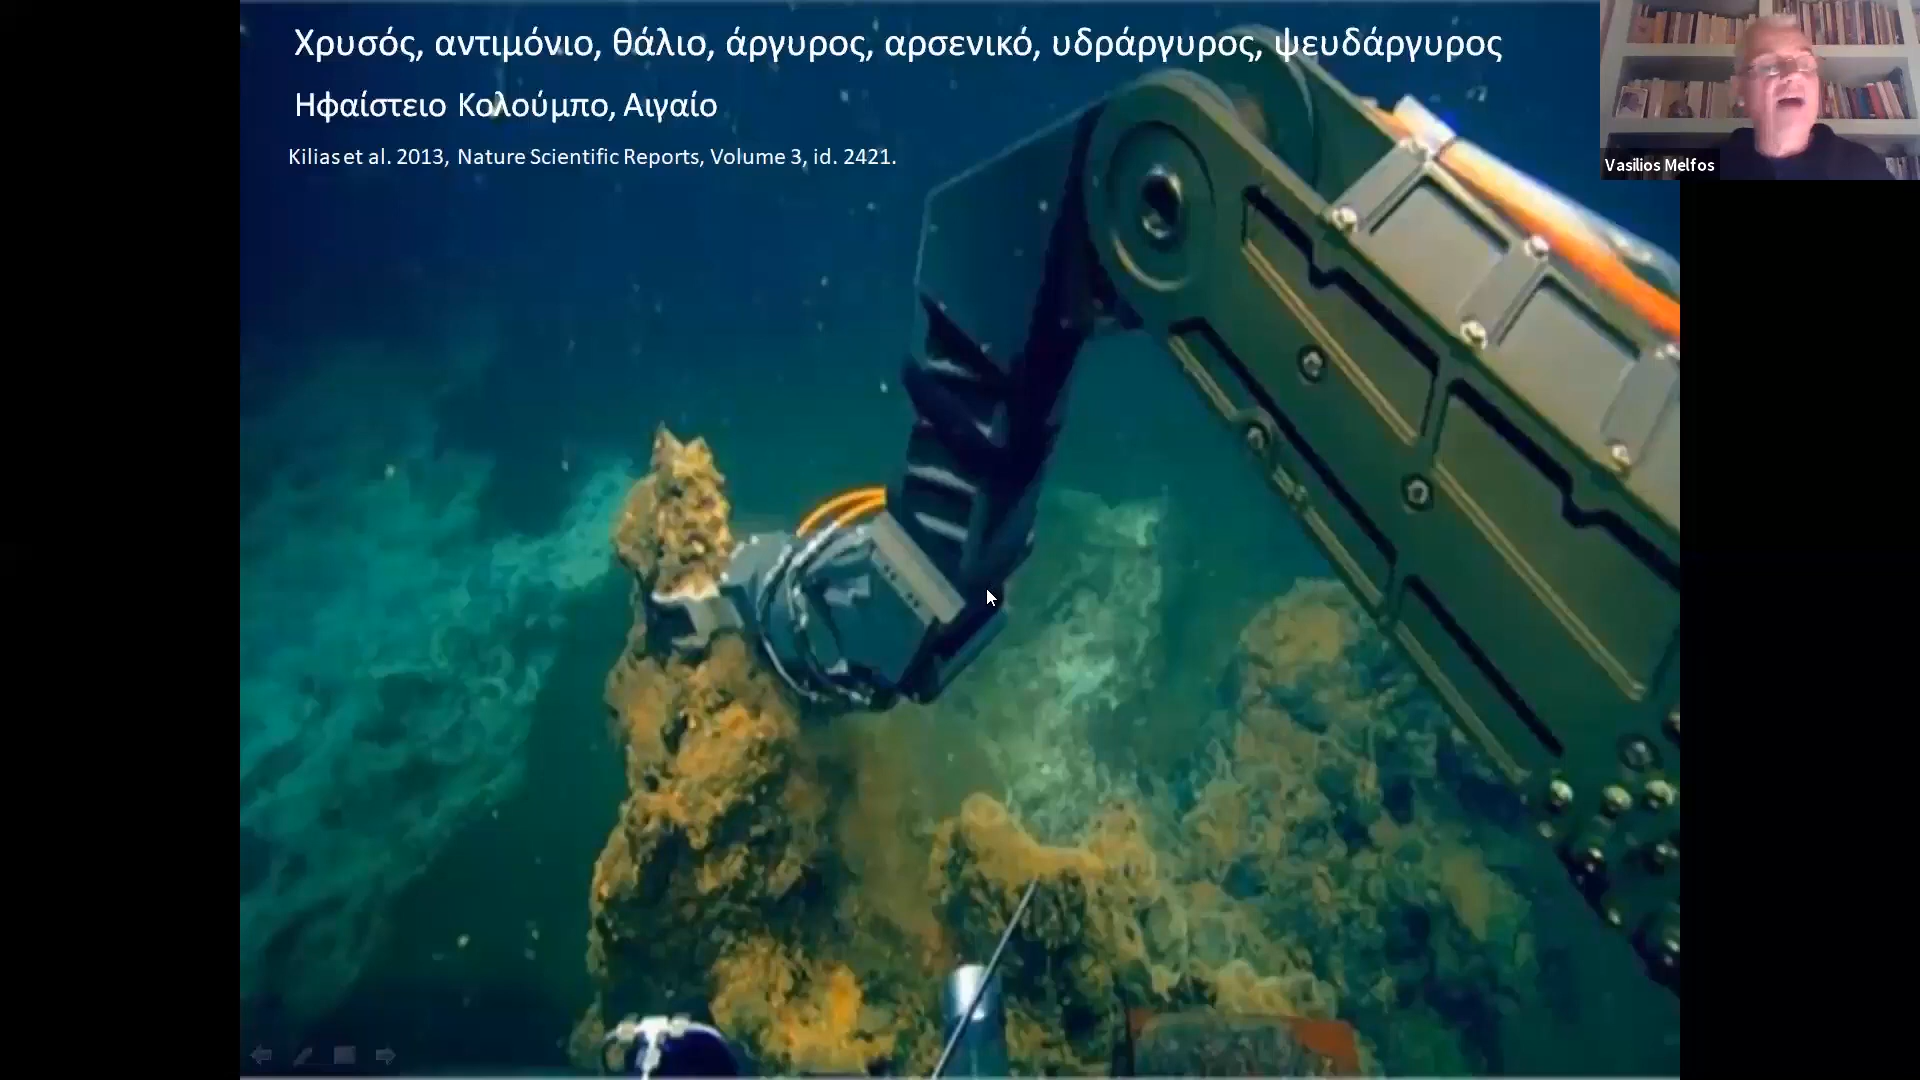 Χρυσός, αντιμόνιο, θάλιο, άργυρος, αρσενικό, υδράργυρος, ψευδάργυρος
Ηφαίστειο Κολούμπο, Αιγαίο
Kilias et al. 2013, Nature Scientific Reports, Volume 3, id. 2421.
Vasilios Melfos